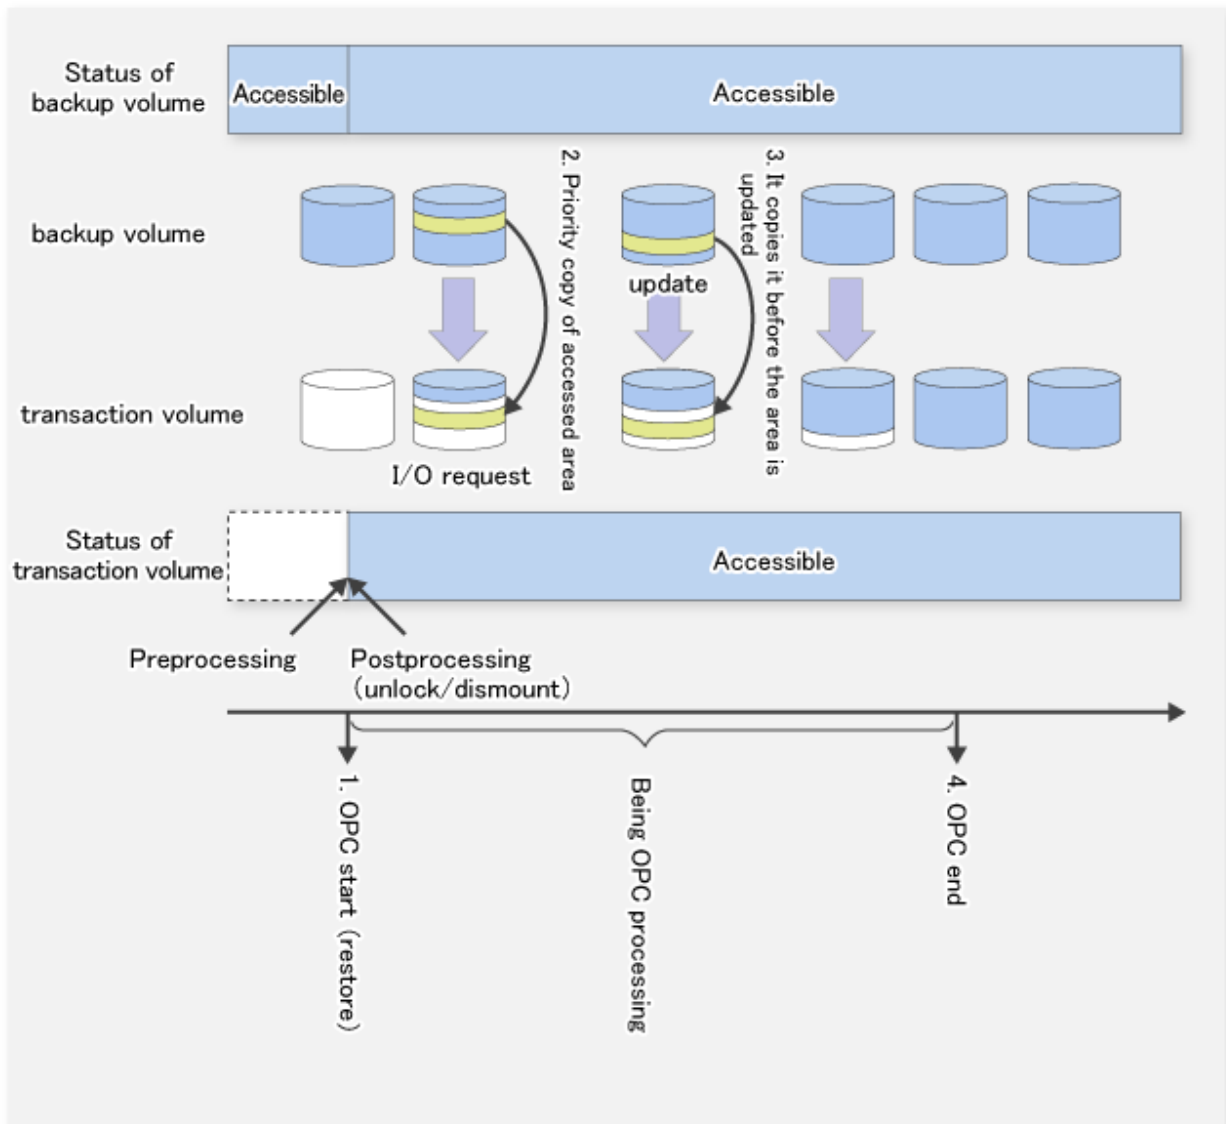 Status of
backup volume
Accessible
Accessible
backup volume
2. Priority copy of accessed area
update
3. It copies it before the area is
updated
transaction volume
I/O request
Status of
transaction volume
Accessible
Preprocessing
Postprocessing
(unlock/dismount)
1. OPC start (restore)
Being OPC processing
4. OPC end